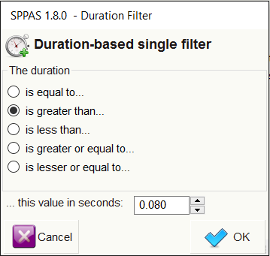 SPPAS 1.8.0 - Duration Filter
Duration-based single filter
The duration
is equal to...
is greater than...
is less than...
is greater or equal to...
is lesser or equal to...
... this value in seconds: 0.080
Cancel OK